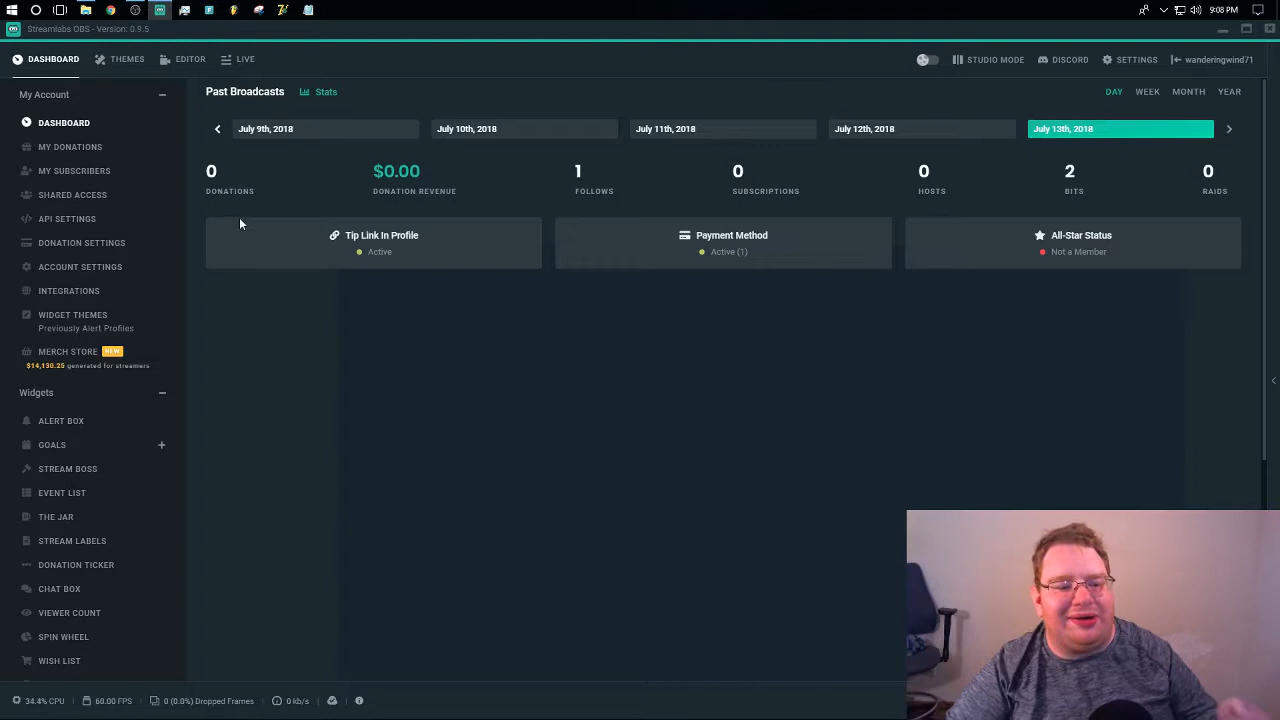 9:08 PM
Streamlabs OBS - Version: 0.9.5
DASHBOARD THEMES EDITOR LIVE STUDIO MODE DISCORD SETTINGS wanderingwind71
My Account
DASHBOARD
MY DONATIONS
MY SUBSCRIBERS
SHARED ACCESS
API SETTINGS
DONATION SETTINGS
ACCOUNT SETTINGS
INTEGRATIONS
WIDGET THEMES
Previously Alert Profiles
MERCH STORE NEW
$14,130.25 generated for streamers
Widgets
ALERT BOX
GOALS
STREAM BOSS
EVENT LIST
THE JAR
STREAM LABELS
DONATION TICKER
CHAT BOX
VIEWER COUNT
SPIN WHEEL
WISH LIST
Past Broadcasts Stats DAY WEEK MONTH YEAR
July 9th, 2018 July 10th, 2018 July 11th, 2018 July 12th, 2018 July 13th, 2018
0 $0.00 1 0 0 2 0
DONATIONS DONATION REVENUE FOLLOWS SUBSCRIPTIONS HOSTS BITS RAIDS
Tip Link In Profile Payment Method All-Star Status
Active Active (1) Not a Member
34.4% CPU 60.00 FPS 0 (0.0%) Dropped Frames 0 kb/s